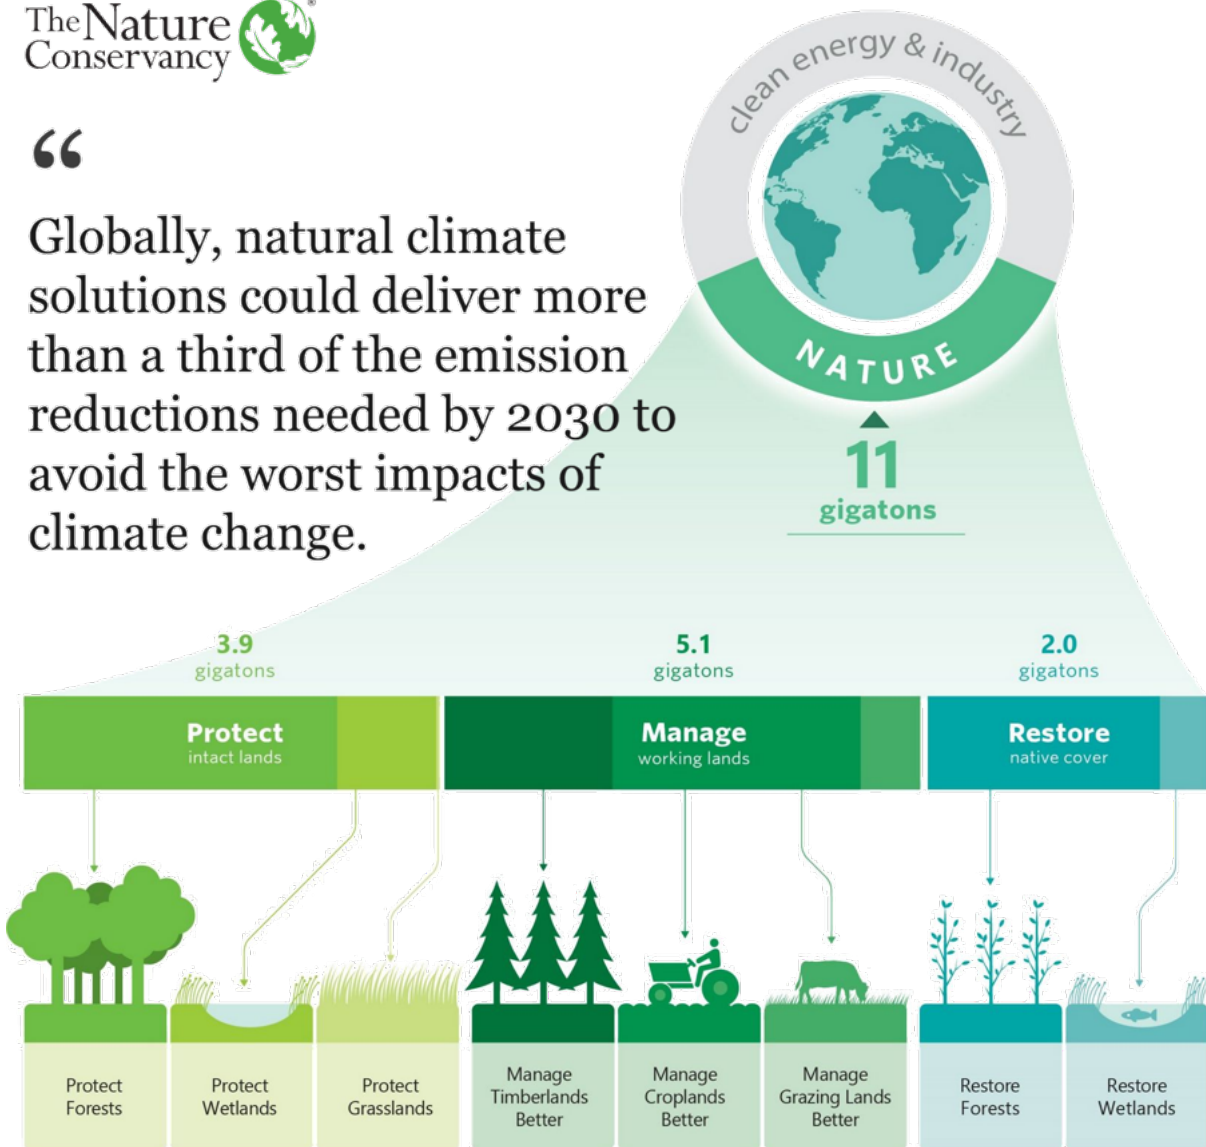 The Nature
Conservancy
®
“
Globally, natural climate
solutions could deliver more
than a third of the emission
reductions needed by 2030 to
avoid the worst impacts of
climate change.
clean energy & industry
NATURE
11
gigatons
3.9
gigatons
5.1
gigatons
2.0
gigatons
Protect
intact lands
Manage
working lands
Restore
native cover
Protect
Forests
Protect
Wetlands
Protect
Grasslands
Manage
Timberlands
Better
Manage
Croplands
Better
Manage
Grazing Lands
Better
Restore
Forests
Restore
Wetlands